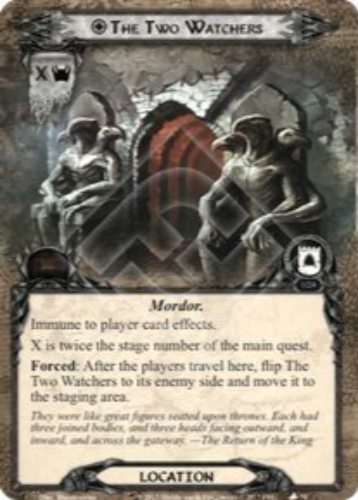 The Two Watchers
X
Mordor.
Immune to player card effects.
X is twice the stage number of the main quest.
Forced: After the players travel here, flip The
Two Watchers to its enemy side and move it to
the staging area.
They were like great figures seated upon thrones. Each had
three joined bodies, and three heads facing outward, and
inward, and across the gateway. —The Return of the King
LOCATION